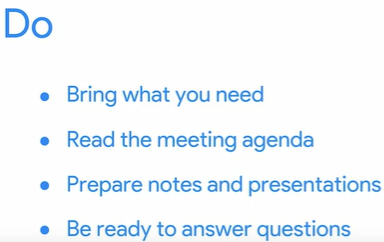 Do
• Bring what you need
• Read the meeting agenda
• Prepare notes and presentations
• Be ready to answer questions